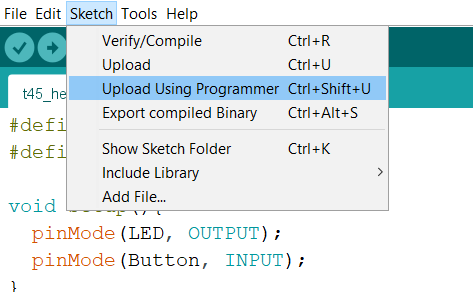 File Edit Sketch Tools Help
Verify/Compile Ctrl+R
Upload Ctrl+U
Upload Using Programmer Ctrl+Shift+U
Export compiled Binary Ctrl+Alt+S
Show Sketch Folder Ctrl+K
Include Library
Add File...
t45_he
#defi
#defi
void
pinMode(LED, OUTPUT);
pinMode(Button, INPUT);
}